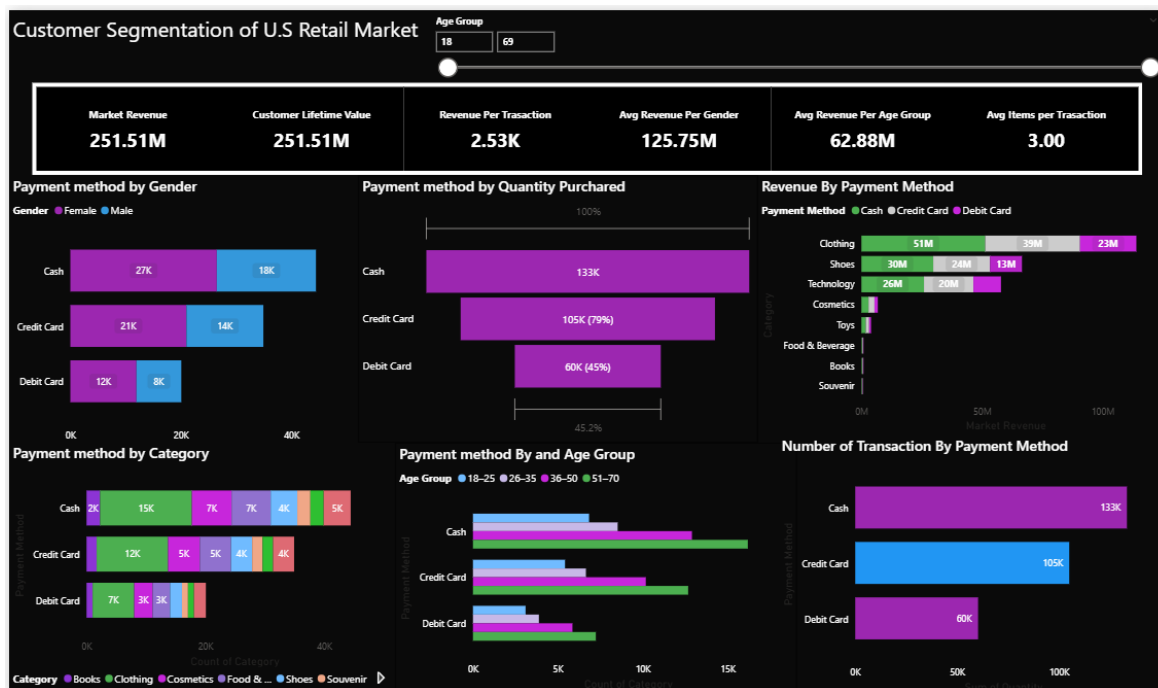 Customer Segmentation of U.S Retail Market
Age Group
18
69
Market Revenue
251.51M
Customer Lifetime Value
251.51M
Revenue Per Trasaction
2.53K
Avg Revenue Per Gender
125.75M
Avg Revenue Per Age Group
62.88M
Avg Items per Trasaction
3.00
Payment method by Gender
Gender Female Male
Cash 27K 18K
Credit Card 21K 14K
Debit Card 12K 8K
0K 20K 40K
Payment method by Quantity Purchared
100%
Cash 133K
Credit Card 105K (79%)
Debit Card 60K (45%)
45.2%
Revenue By Payment Method
Payment Method Cash Credit Card Debit Card
Category
Clothing 51M 39M 23M
Shoes 30M 24M 13M
Technology 26M 20M
Cosmetics
Toys
Food & Beverage
Books
Souvenir
0M 50M 100M
Market Revenue
Payment method by Category
Payment Method
Cash 2K 15K 7K 7K 4K 5K
Credit Card 12K 5K 5K 4K 4K
Debit Card 7K 3K 3K
0K 20K 40K
Count of Category
Category Books Clothing Cosmetics Food & ... Shoes Souvenir
Payment method By and Age Group
Age Group 18–25 26–35 36–50 51–70
Payment Method
Cash
Credit Card
Debit Card
0K 5K 10K 15K
Count of Category
Number of Transaction By Payment Method
Payment Method
Cash 133K
Credit Card 105K
Debit Card 60K
0K 50K 100K
Sum of Quantity